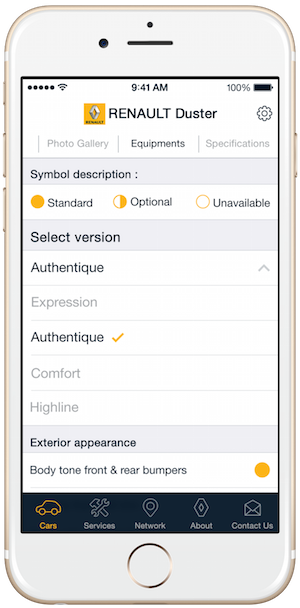 9:41 AM 100%
RENAULT RENAULT Duster
Photo Gallery Equipments Specifications
Symbol description :
Standard Optional Unavailable
Select version
Authentique
Expression
Authentique
Comfort
Highline
Exterior appearance
Body tone front & rear bumpers
Cars Services Network About Contact Us